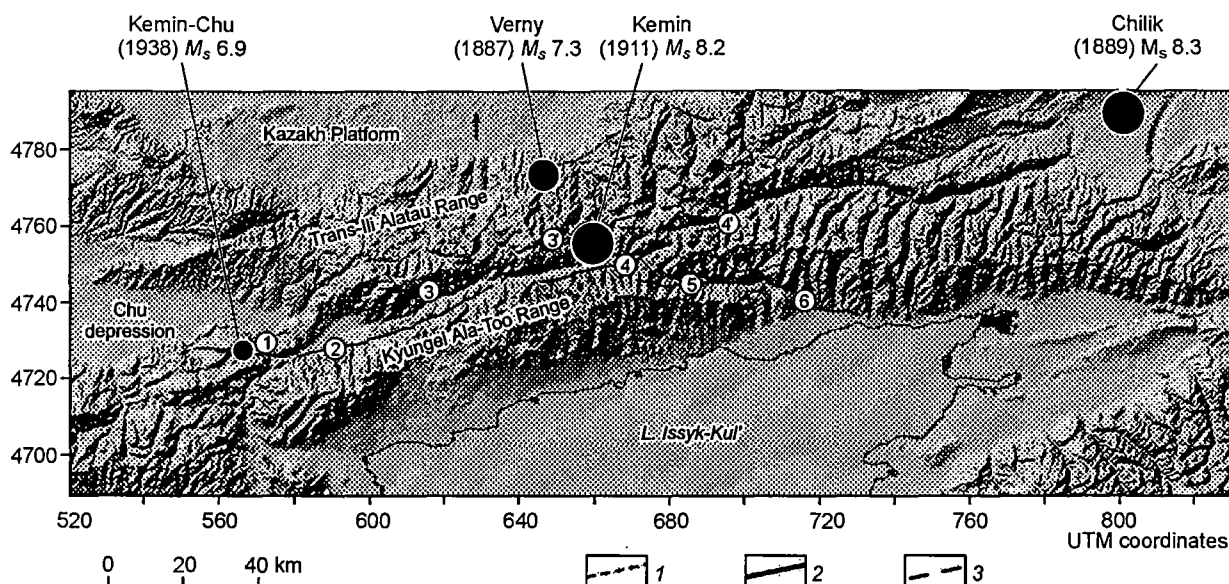 Kemin-Chu
(1938) Ms 6.9
Verny
(1887) Ms 7.3
Kemin
(1911) Ms 8.2
Chilik
(1889) Ms 8.3
Kazakh Platform
Trans-Ili Alatau Range
Kyungei Ala-Too Range
Chu
depression
L. Issyk-Kul'
1
2
3
3
4
4'
5
6
4780
4760
4740
4720
4700
520 560 600 640 680 720 760 800
UTM coordinates
0 20 40 km
1 2 3